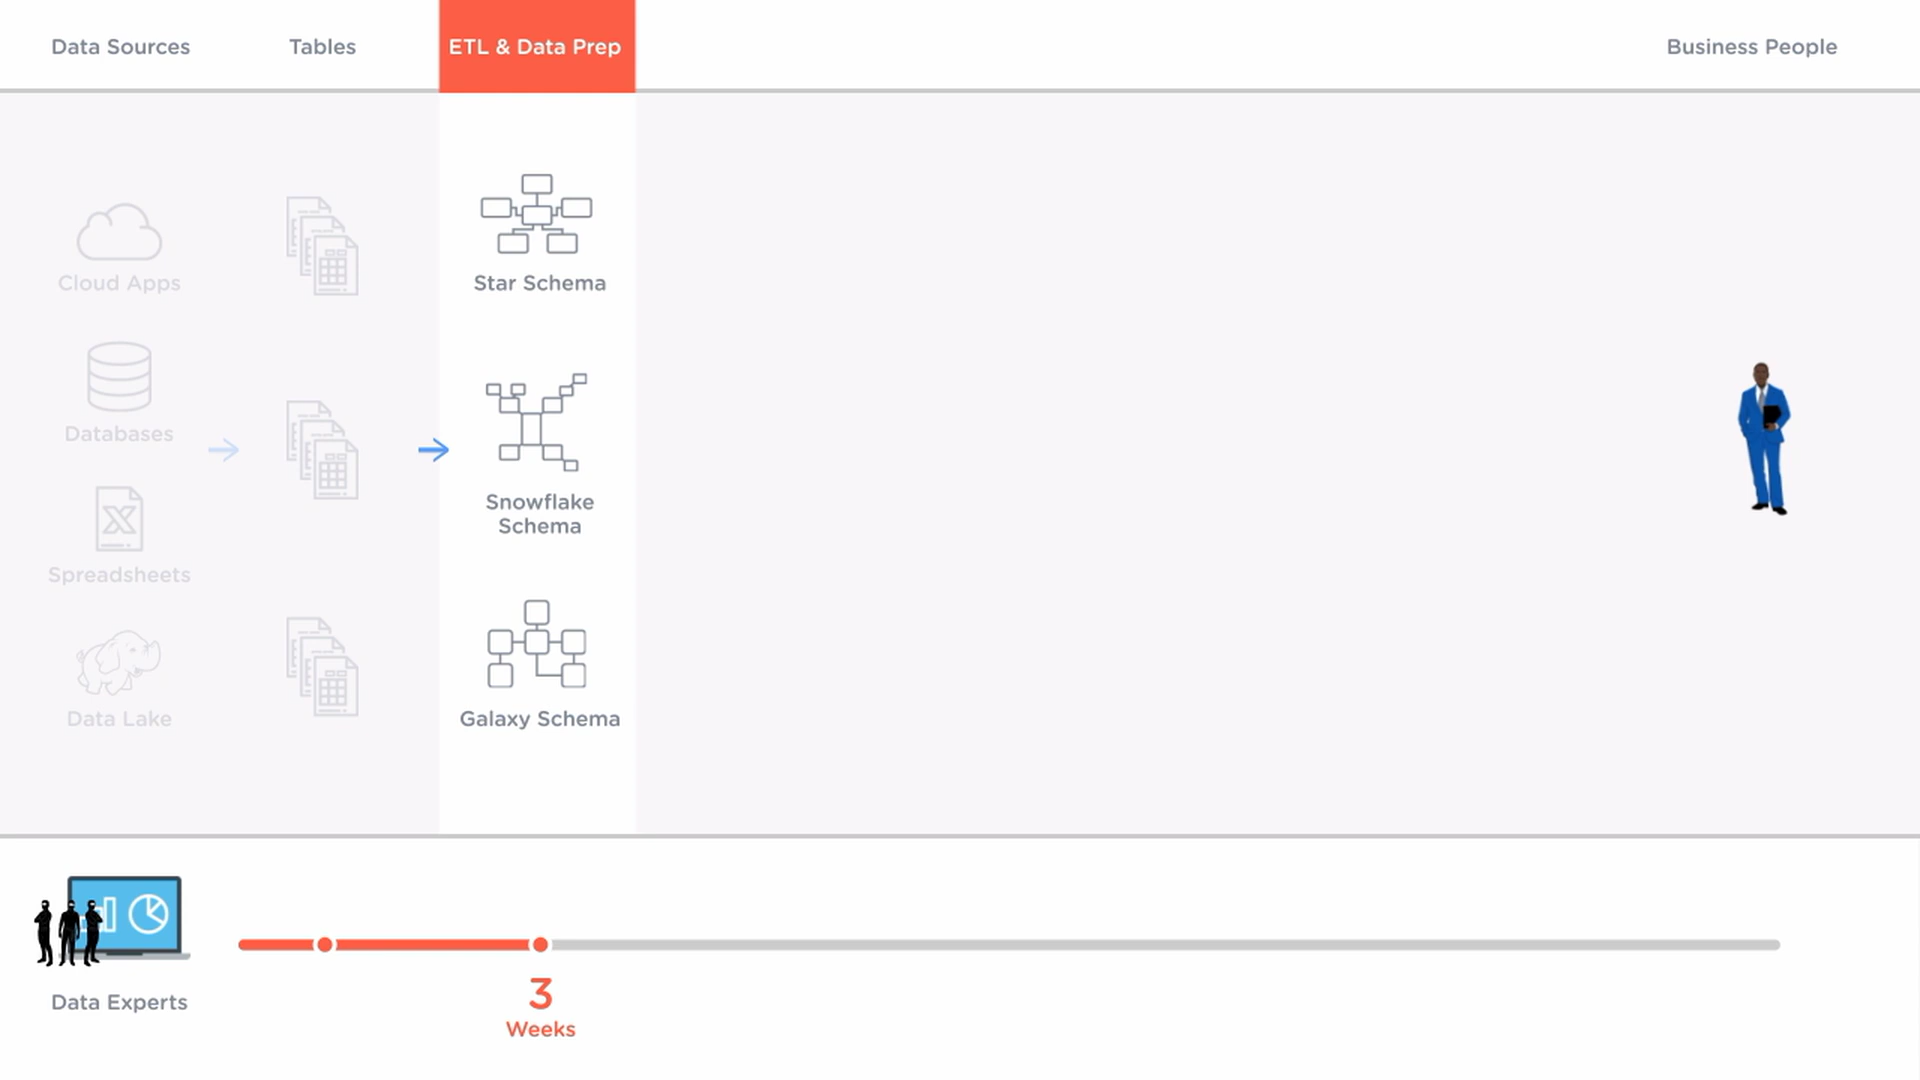 Data Sources
Tables
ETL & Data Prep
Business People
Cloud Apps
Databases
Spreadsheets
Data Lake
Star Schema
Snowflake
Schema
Galaxy Schema
Data Experts
3
Weeks